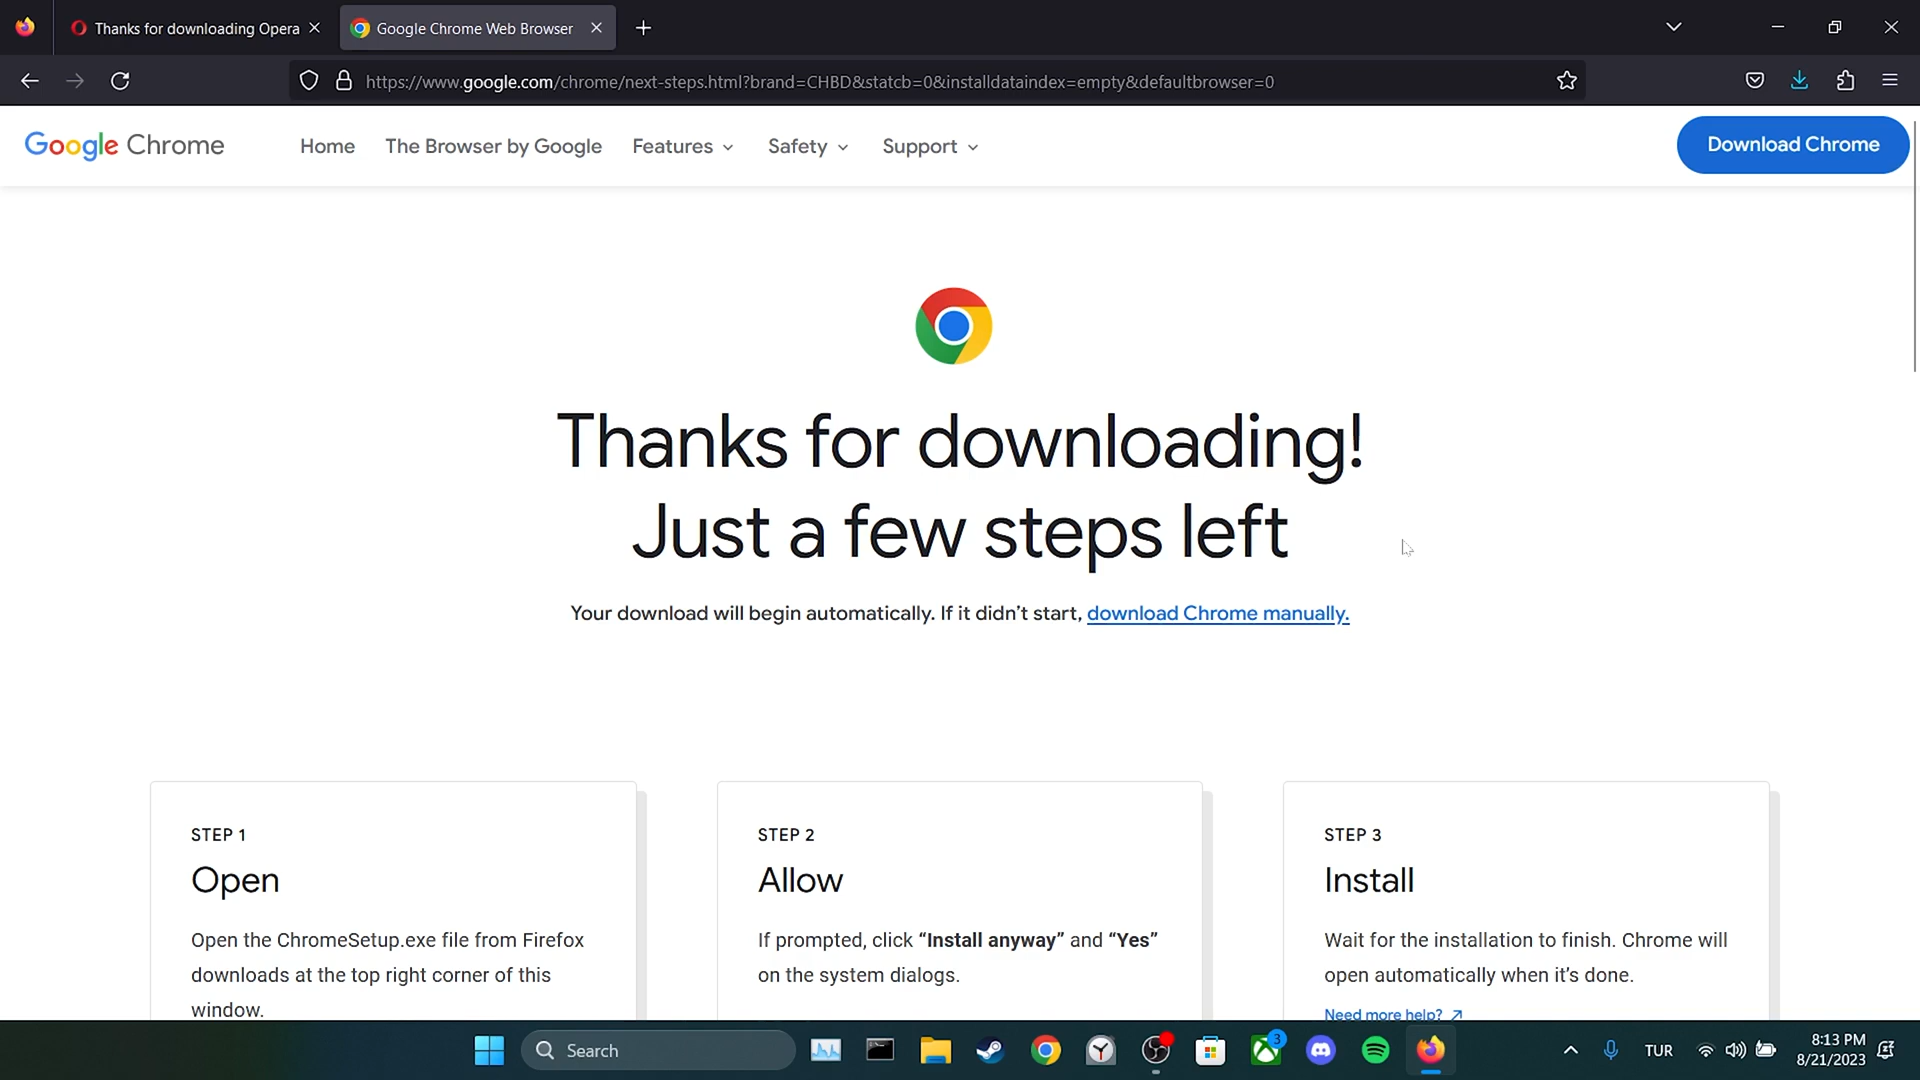 Thanks for downloading Opera
Google Chrome Web Browser
https://www.google.com/chrome/next-steps.html?brand=CHBD&statcb=0&installdataindex=empty&defaultbrowser=0
Google Chrome
Home
The Browser by Google
Features
Safety
Support
Download Chrome
Thanks for downloading!
Just a few steps left
Your download will begin automatically. If it didn’t start, download Chrome manually.
STEP 1
Open
Open the ChromeSetup.exe file from Firefox
downloads at the top right corner of this
window.
STEP 2
Allow
If prompted, click “Install anyway” and “Yes”
on the system dialogs.
STEP 3
Install
Wait for the installation to finish. Chrome will
open automatically when it’s done.
Need more help?
Search
3
TUR
8:13 PM
8/21/2023